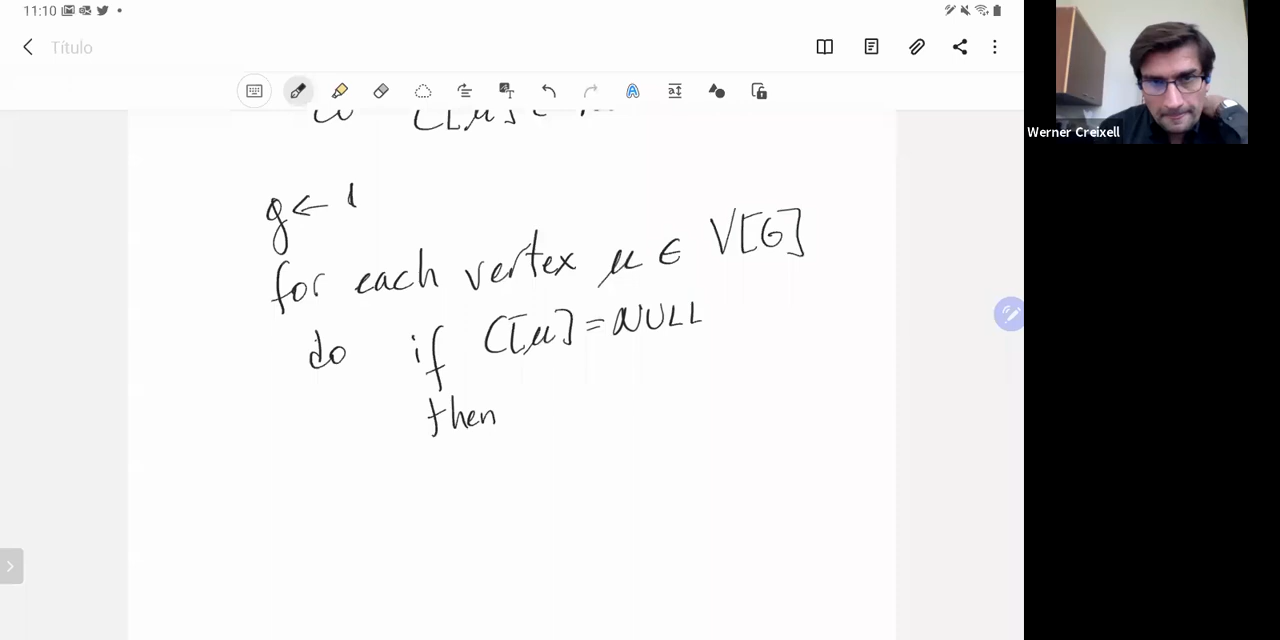 11:10
Título
Werner Creixell
g ← 1
for each vertex μ ∈ V[G]
do if C[μ] = NULL
then